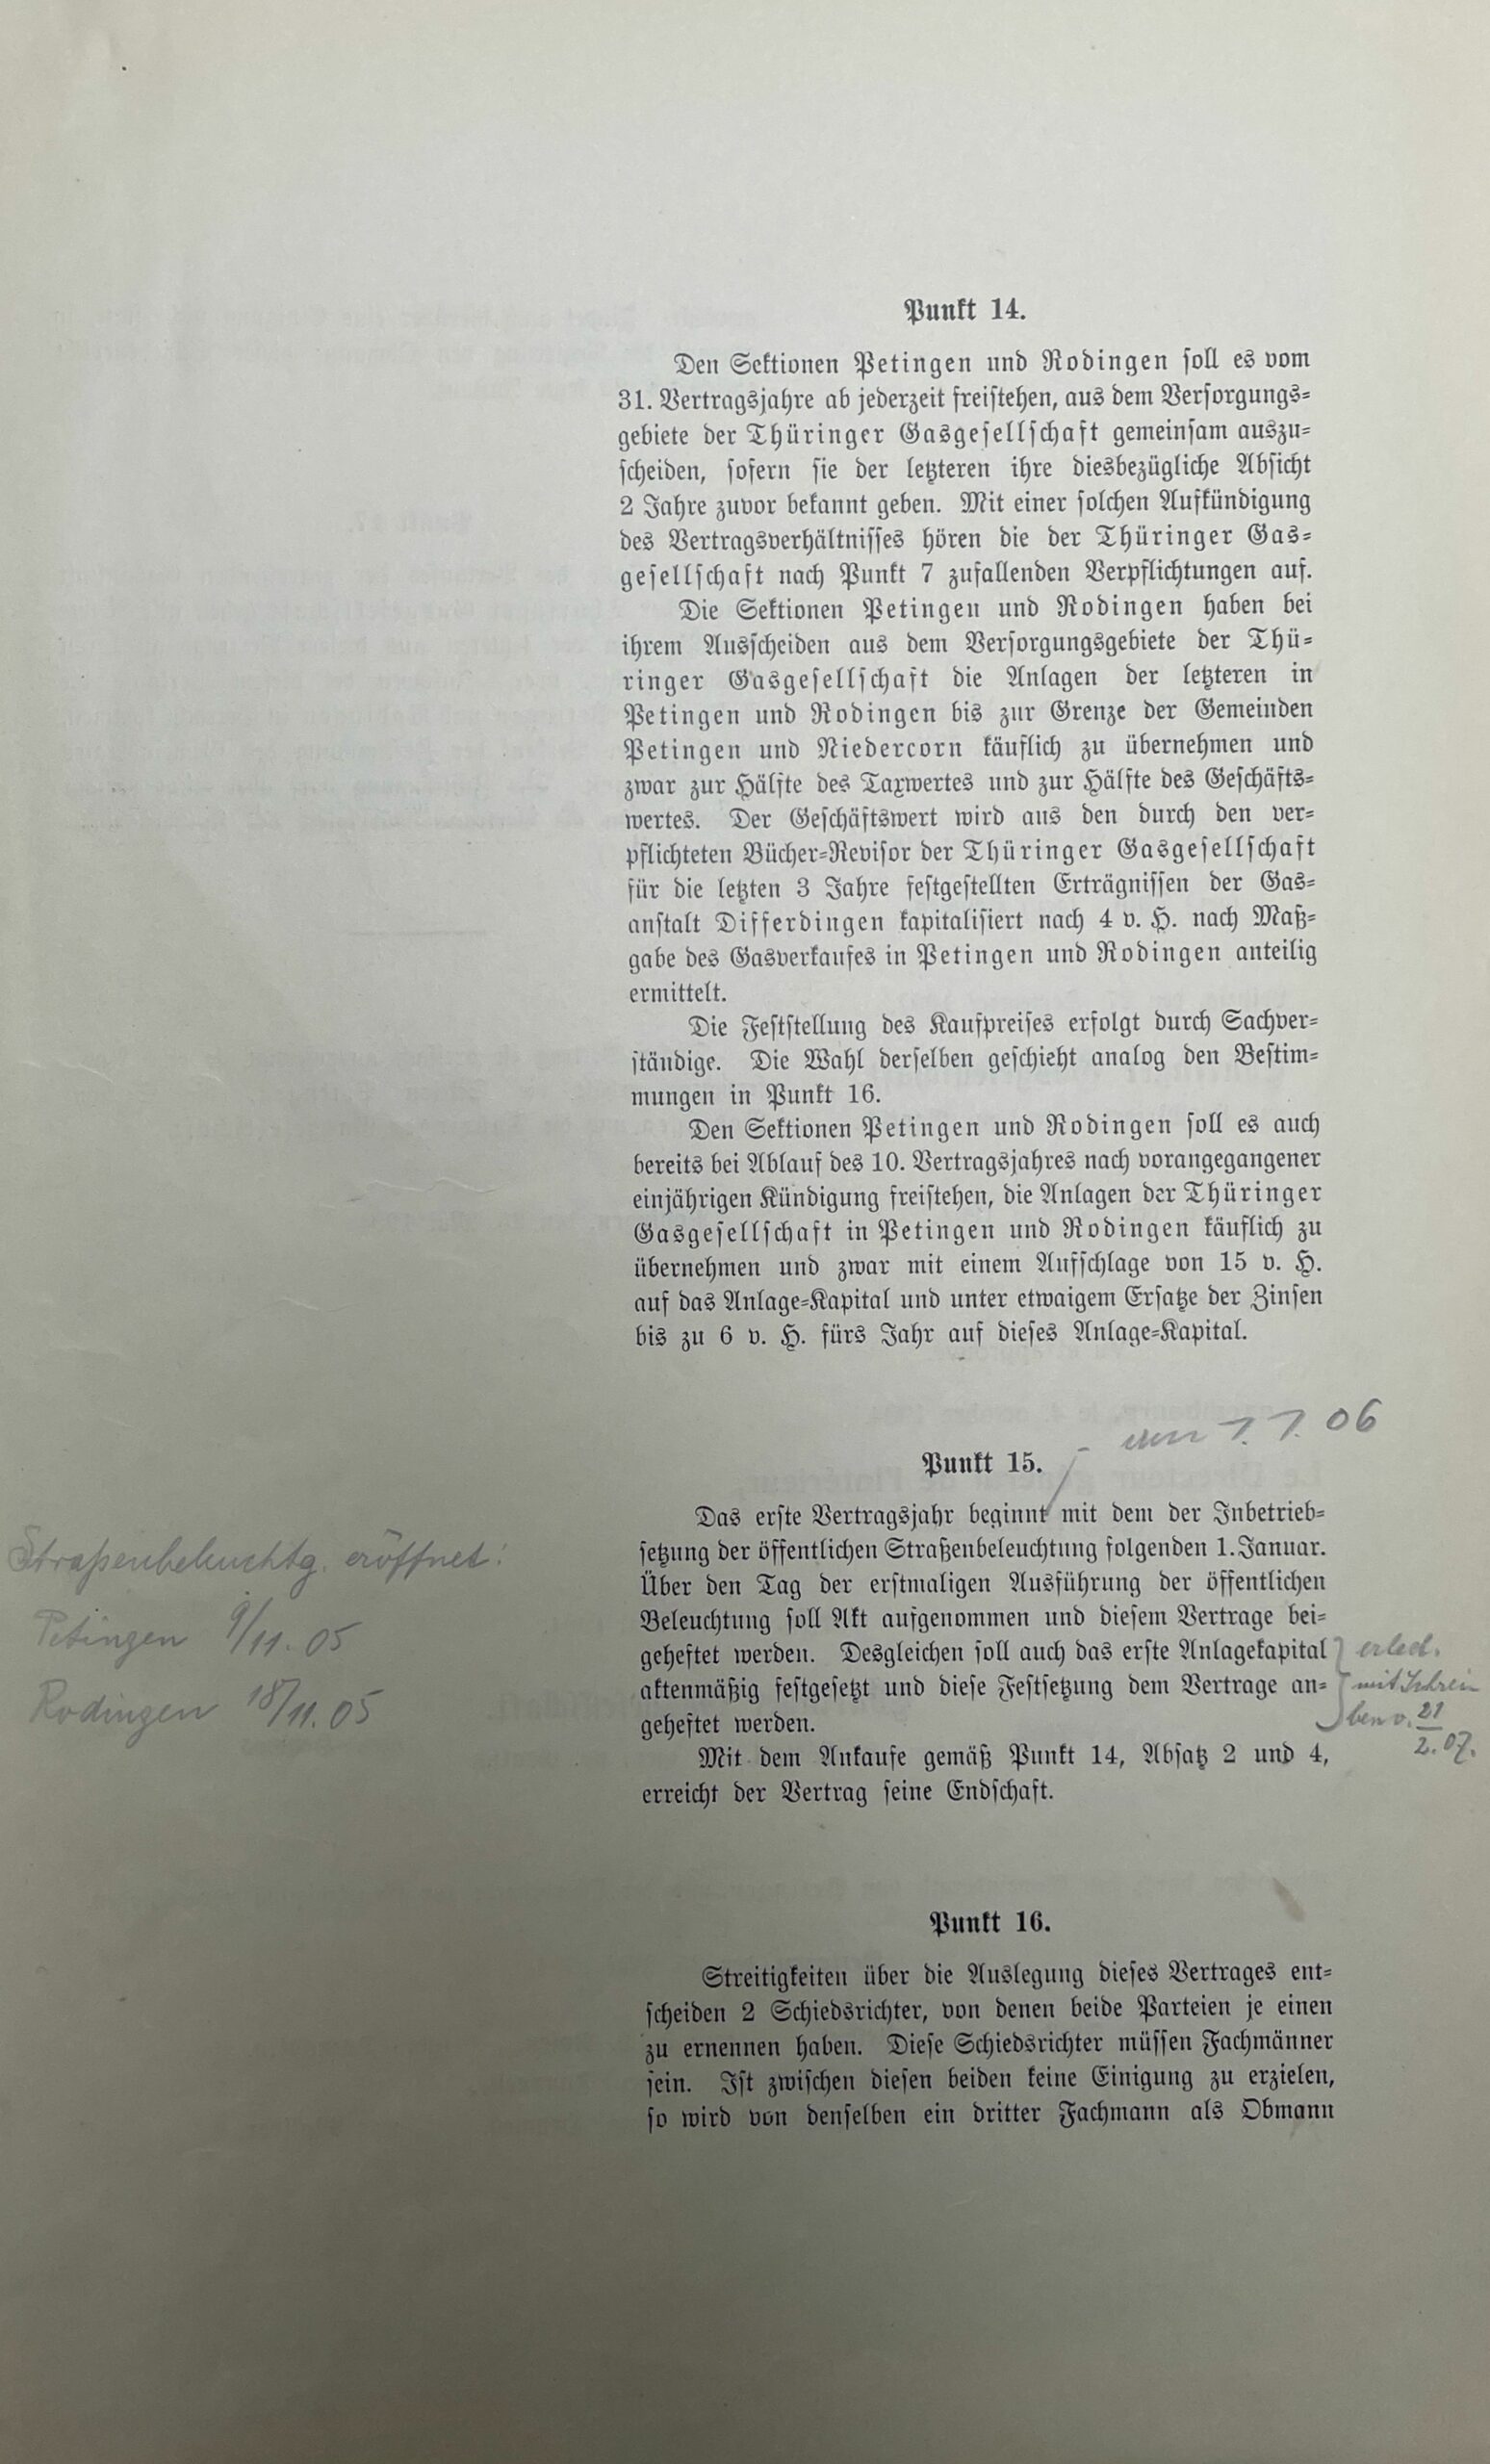 Punkt 14.
Den Sektionen Petingen und Rodingen soll es vom
31. Vertragsjahre ab jederzeit freistehen, aus dem Versorgungs-
gebiete der Thüringer Gasgesellschaft gemeinsam auszu-
scheiden, sofern sie der letzteren ihre diesbezügliche Absicht
2 Jahre zuvor bekannt geben. Mit einer solchen Aufkündigung
des Vertragsverhältnisses hören die der Thüringer Gas-
gesellschaft nach Punkt 7 zufallenden Verpflichtungen auf.
Die Sektionen Petingen und Rodingen haben bei
ihrem Ausscheiden aus dem Versorgungsgebiete der Thü-
ringer Gasgesellschaft die Anlagen der letzteren in
Petingen und Rodingen bis zur Grenze der Gemeinden
Petingen und Niedercorn käuflich zu übernehmen und
zwar zur Hälfte des Taxwertes und zur Hälfte des Geschäfts-
wertes. Der Geschäftswert wird aus den durch den ver-
pflichteten Bücher-Revisor der Thüringer Gasgesellschaft
für die letzten 3 Jahre festgestellten Erträgnissen der Gas-
anstalt Differdingen kapitalisiert nach 4 v. H. nach Maß-
gabe des Gasverkaufes in Petingen und Rodingen anteilig
ermittelt.
Die Feststellung des Kaufpreises erfolgt durch Sachver-
ständige. Die Wahl derselben geschieht analog den Bestim-
mungen in Punkt 16.
Den Sektionen Petingen und Rodingen soll es auch
bereits bei Ablauf des 10. Vertragsjahres nach vorangegangener
einjährigen Kündigung freistehen, die Anlagen der Thüringer
Gasgesellschaft in Petingen und Rodingen käuflich zu
übernehmen und zwar mit einem Aufschlage von 15 v. H.
auf das Anlage-Kapital und unter etwaigem Ersatze der Zinsen
bis zu 6 v. H. fürs Jahr auf dieses Anlage-Kapital.
1. 1. 06
Punkt 15.
Das erste Vertragsjahr beginnt mit dem der Inbetrieb-
setzung der öffentlichen Straßenbeleuchtung folgenden 1. Januar.
Über den Tag der erstmaligen Ausführung der öffentlichen
Beleuchtung soll Akt aufgenommen und diesem Vertrage bei-
geheftet werden. Desgleichen soll auch das erste Anlagekapital
aktenmäßig festgesetzt und diese Festsetzung dem Vertrage an-
geheftet werden.
Mit dem Ankaufe gemäß Punkt 14, Absatz 2 und 4,
erreicht der Vertrag seine Endschaft.
Straßenbeleuchtg. eröffnet:
Petingen 9/11. 05
Rodingen 18/11. 05
erled.
mit Schrei
ben v. 21
2. 07.
Punkt 16.
Streitigkeiten über die Auslegung dieses Vertrages ent-
scheiden 2 Schiedsrichter, von denen beide Parteien je einen
zu ernennen haben. Diese Schiedsrichter müssen Fachmänner
sein. Ist zwischen diesen beiden keine Einigung zu erzielen,
so wird von denselben ein dritter Fachmann als Obmann